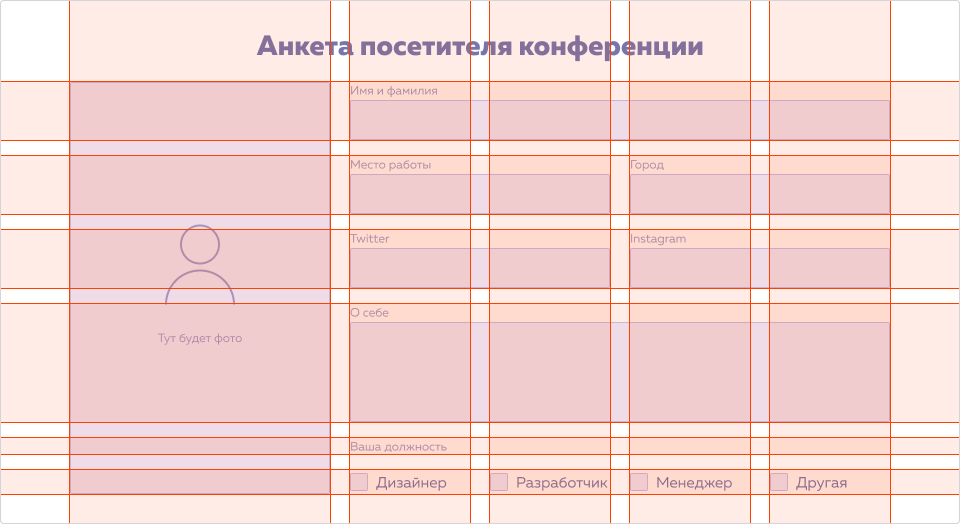 Анкета посетителя конференции
Имя и фамилия
Место работы
Город
Twitter
Instagram
О себе
Тут будет фото
Ваша должность
Дизайнер
Разработчик
Менеджер
Другая